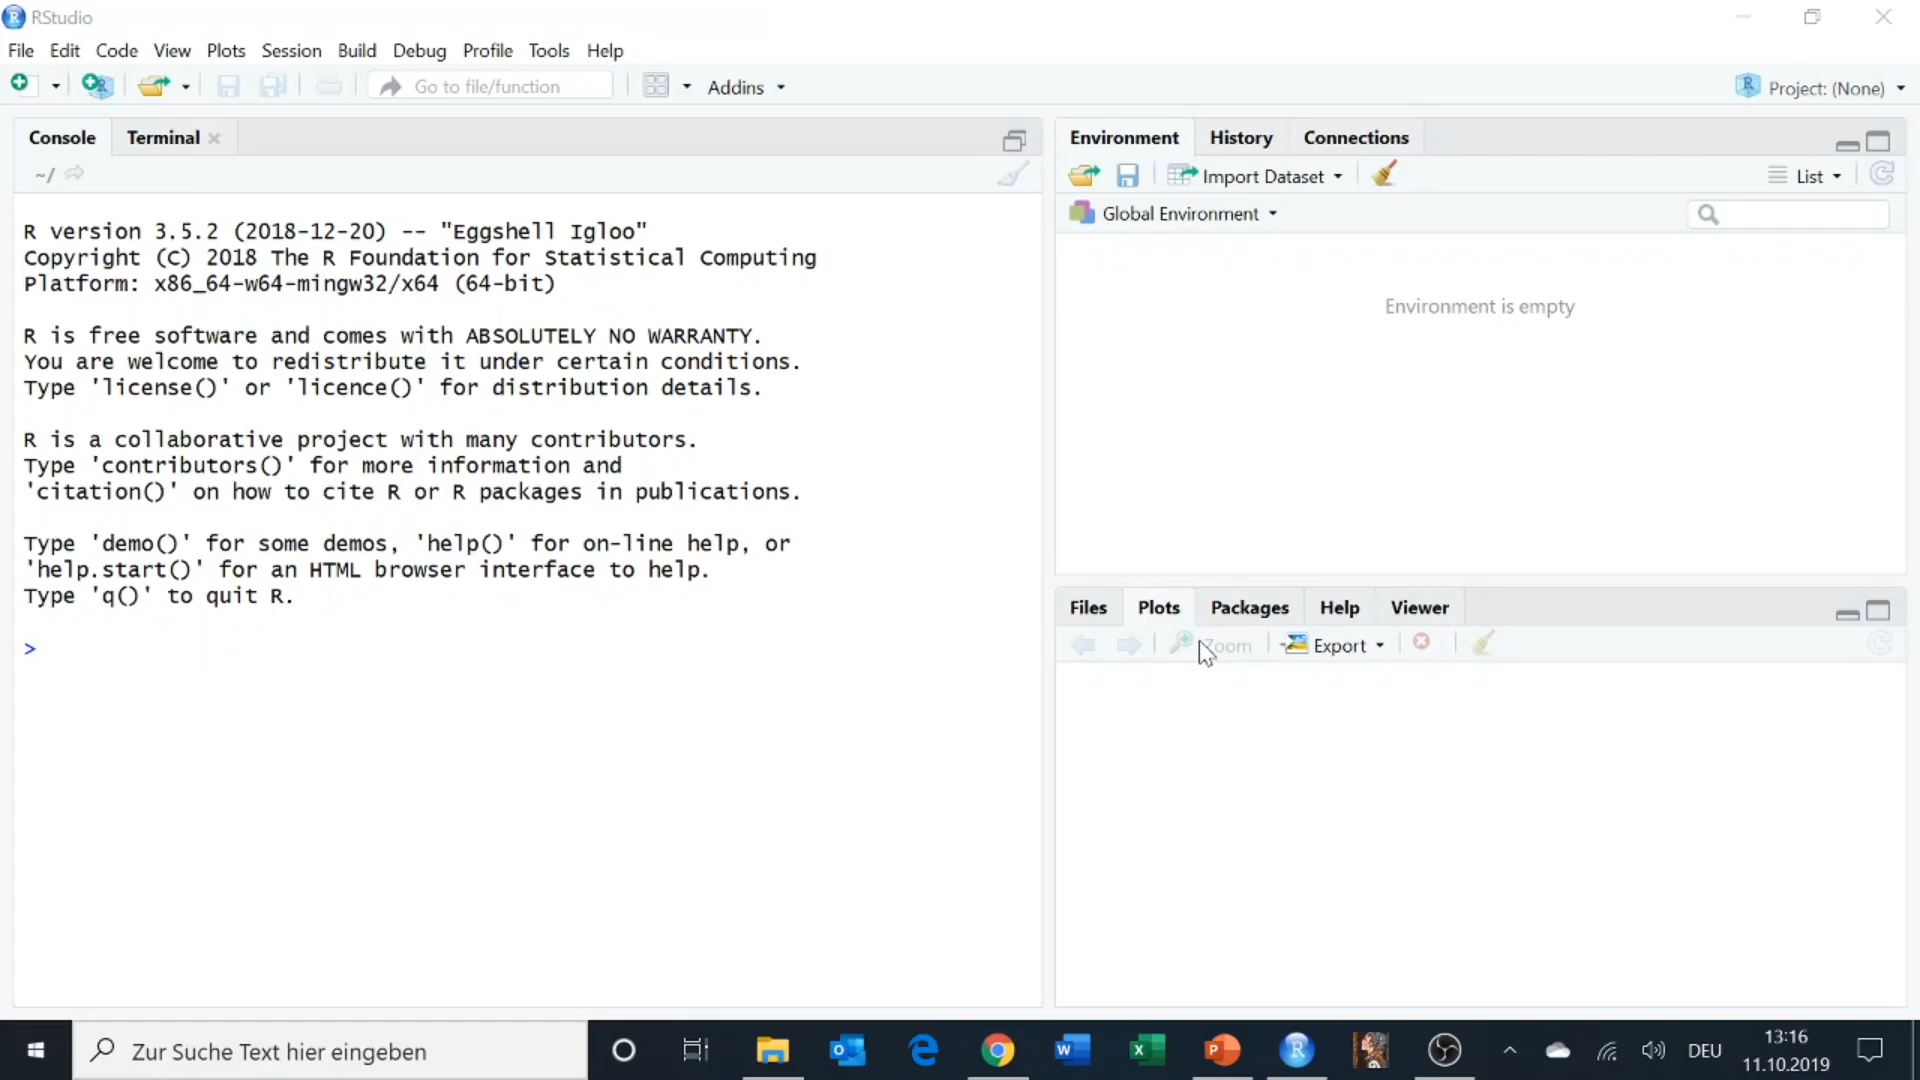 RStudio
File Edit Code View Plots Session Build Debug Profile Tools Help
Go to file/function Addins Project: (None)
Console Terminal
~/
R version 3.5.2 (2018-12-20) -- "Eggshell Igloo"
Copyright (C) 2018 The R Foundation for Statistical Computing
Platform: x86_64-w64-mingw32/x64 (64-bit)
R is free software and comes with ABSOLUTELY NO WARRANTY.
You are welcome to redistribute it under certain conditions.
Type 'license()' or 'licence()' for distribution details.
R is a collaborative project with many contributors.
Type 'contributors()' for more information and
'citation()' on how to cite R or R packages in publications.
Type 'demo()' for some demos, 'help()' for on-line help, or
'help.start()' for an HTML browser interface to help.
Type 'q()' to quit R.
>
Environment History Connections
Import Dataset List
Global Environment
Environment is empty
Files Plots Packages Help Viewer
Zoom Export
Zur Suche Text hier eingeben
DEU
13:16
11.10.2019